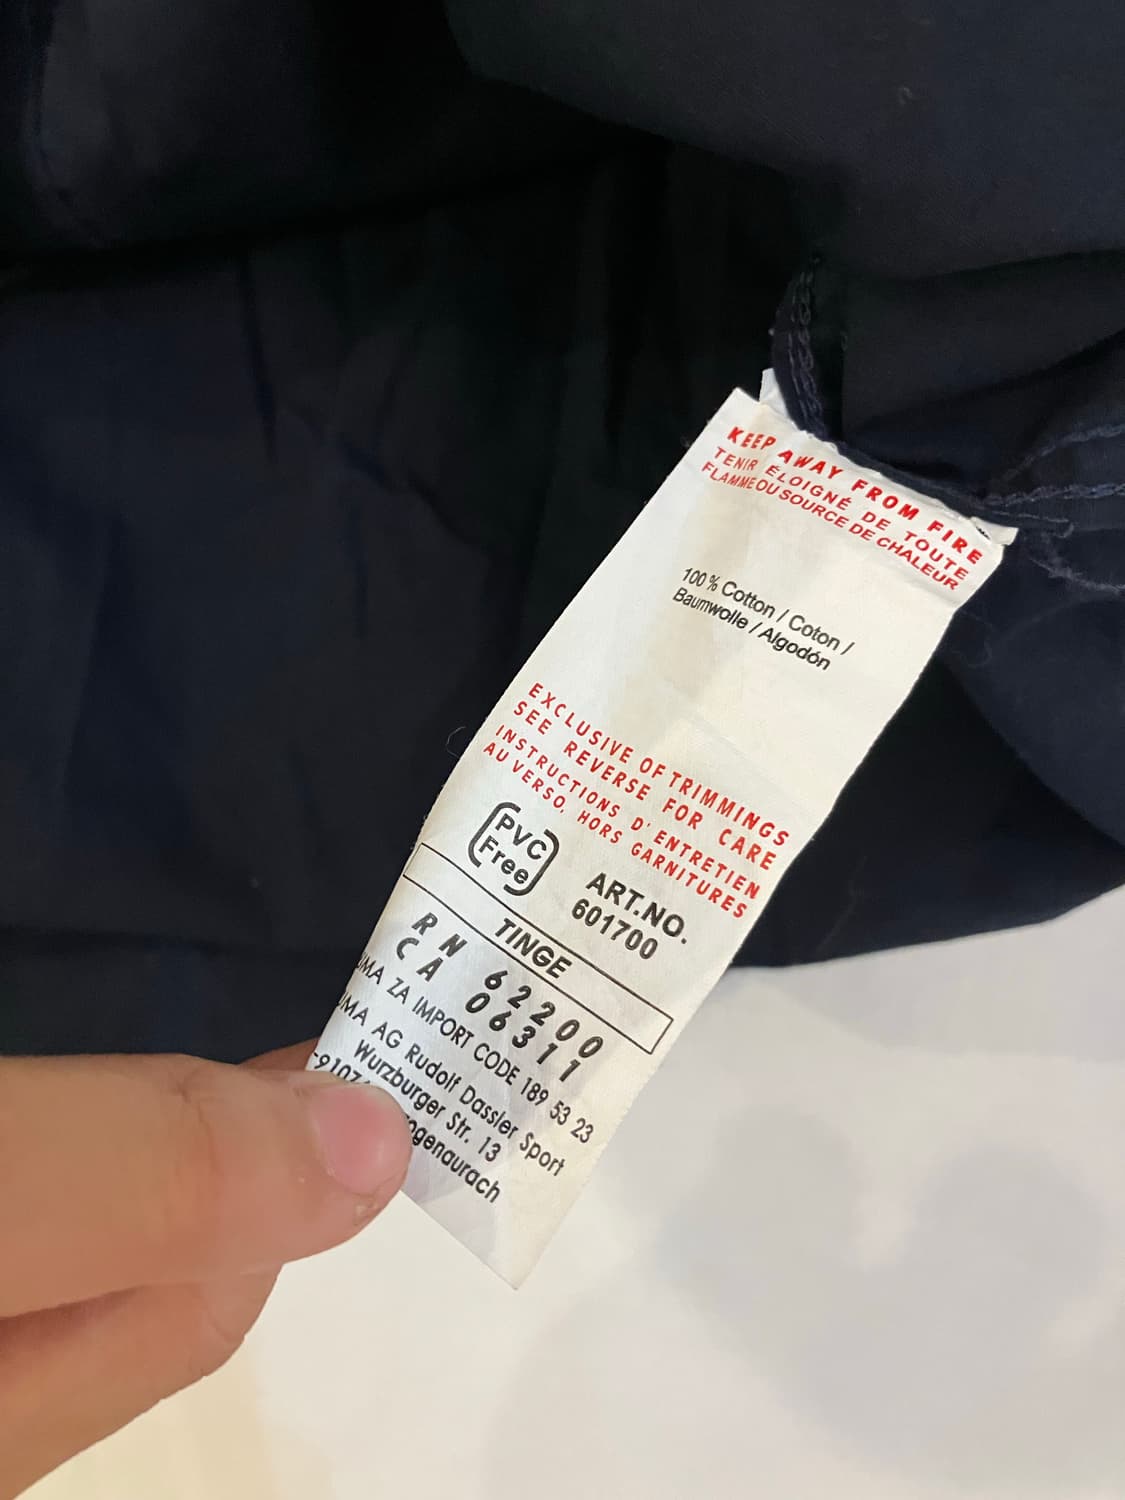 KEEP AWAY FROM FIRE
TENIR ÉLOIGNÉ DE TOUTE
FLAMME OU SOURCE DE CHALEUR
100 % Cotton / Coton /
Baumwolle / Algodón
EXCLUSIVE OF TRIMMINGS
SEE REVERSE FOR CARE
INSTRUCTIONS D'ENTRETIEN
AU VERSO, HORS GARNITURES
PVC
Free
ART.NO.
601700
TINGE
RN 62200
CA 06311
ZA IMPORT CODE 189 53 23
AG Rudolf Dassler Sport
Wurzburger Str. 13